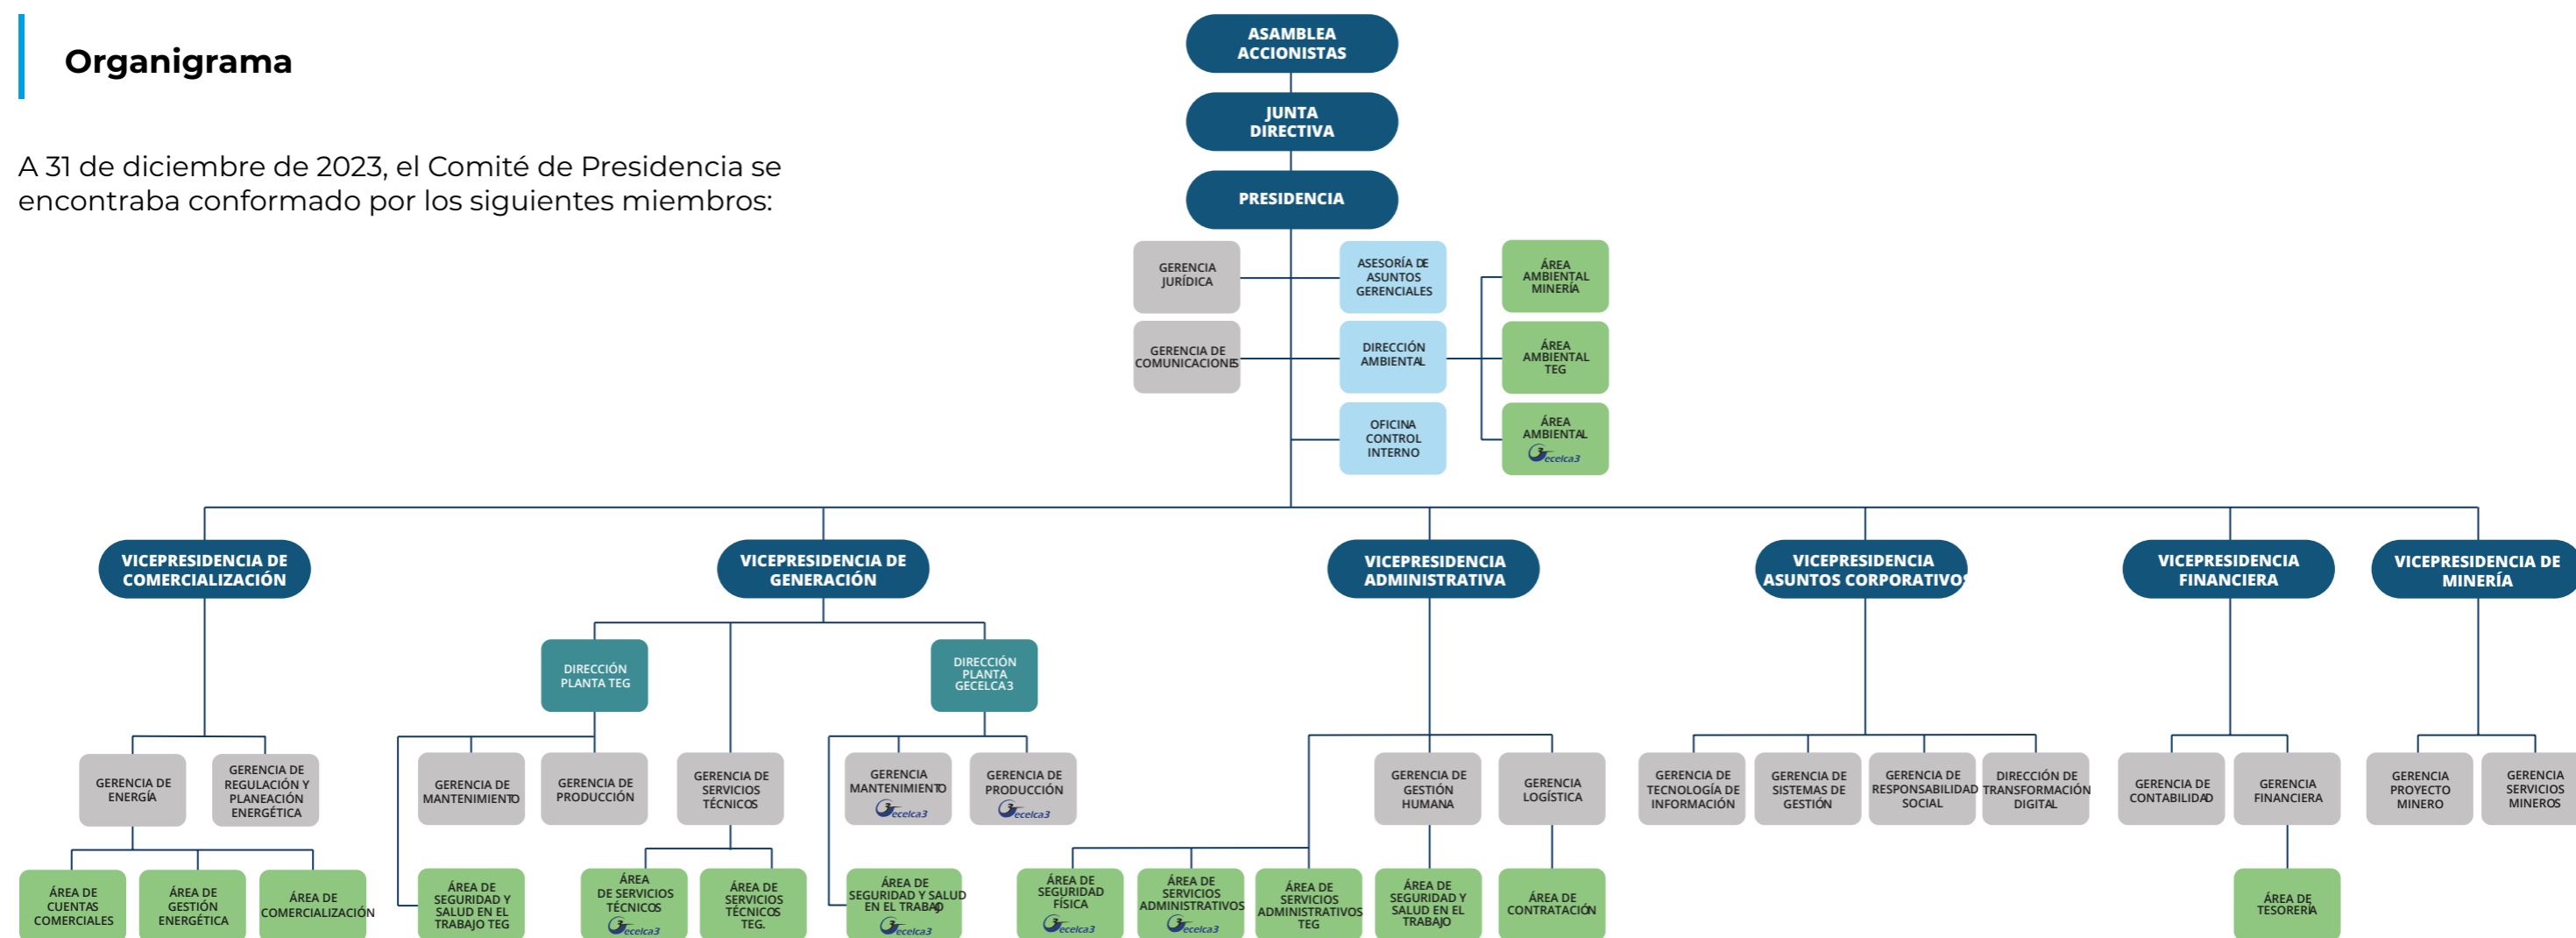 Organigrama
A 31 de diciembre de 2023, el Comité de Presidencia se
encontraba conformado por los siguientes miembros:
ASAMBLEA
ACCIONISTAS
JUNTA
DIRECTIVA
PRESIDENCIA
GERENCIA
JURÍDICA
ASESORÍA DE
ASUNTOS
GERENCIALES
ÁREA
AMBIENTAL
MINERÍA
GERENCIA DE
COMUNICACIONES
DIRECCIÓN
AMBIENTAL
ÁREA
AMBIENTAL
TEG
OFICINA
CONTROL
INTERNO
ÁREA
AMBIENTAL
Gecelca3
VICEPRESIDENCIA DE
COMERCIALIZACIÓN
VICEPRESIDENCIA DE
GENERACIÓN
VICEPRESIDENCIA
ADMINISTRATIVA
VICEPRESIDENCIA
ASUNTOS CORPORATIVOS
VICEPRESIDENCIA
FINANCIERA
VICEPRESIDENCIA DE
MINERÍA
DIRECCIÓN
PLANTA TEG
DIRECCIÓN
PLANTA
GECELCA3
GERENCIA DE
ENERGÍA
GERENCIA DE
REGULACIÓN Y
PLANEACIÓN
ENERGÉTICA
GERENCIA DE
MANTENIMIENTO
GERENCIA DE
PRODUCCIÓN
GERENCIA DE
SERVICIOS
TÉCNICOS
GERENCIA
MANTENIMIENTO
Gecelca3
GERENCIA DE
PRODUCCIÓN
Gecelca3
GERENCIA DE
GESTIÓN
HUMANA
GERENCIA
LOGÍSTICA
GERENCIA DE
TECNOLOGÍA DE
INFORMACIÓN
GERENCIA DE
SISTEMAS DE
GESTIÓN
GERENCIA DE
RESPONSABILIDAD
SOCIAL
DIRECCIÓN DE
TRANSFORMACIÓN
DIGITAL
GERENCIA DE
CONTABILIDAD
GERENCIA
FINANCIERA
GERENCIA
PROYECTO
MINERO
GERENCIA
SERVICIOS
MINEROS
ÁREA DE
CUENTAS
COMERCIALES
ÁREA DE
GESTIÓN
ENERGÉTICA
ÁREA DE
COMERCIALIZACIÓN
ÁREA DE
SEGURIDAD Y
SALUD EN EL
TRABAJO TEG
ÁREA
DE SERVICIOS
TÉCNICOS
Gecelca3
ÁREA DE
SERVICIOS
TÉCNICOS
TEG.
ÁREA DE
SEGURIDAD Y SALUD
EN EL TRABAJO
Gecelca3
ÁREA DE
SEGURIDAD
FÍSICA
Gecelca3
ÁREA DE
SERVICIOS
ADMINISTRATIVOS
Gecelca3
ÁREA DE
SERVICIOS
ADMINISTRATIVOS
TEG
ÁREA DE
SEGURIDAD Y
SALUD EN EL
TRABAJO
ÁREA DE
CONTRATACIÓN
ÁREA DE
TESORERÍA